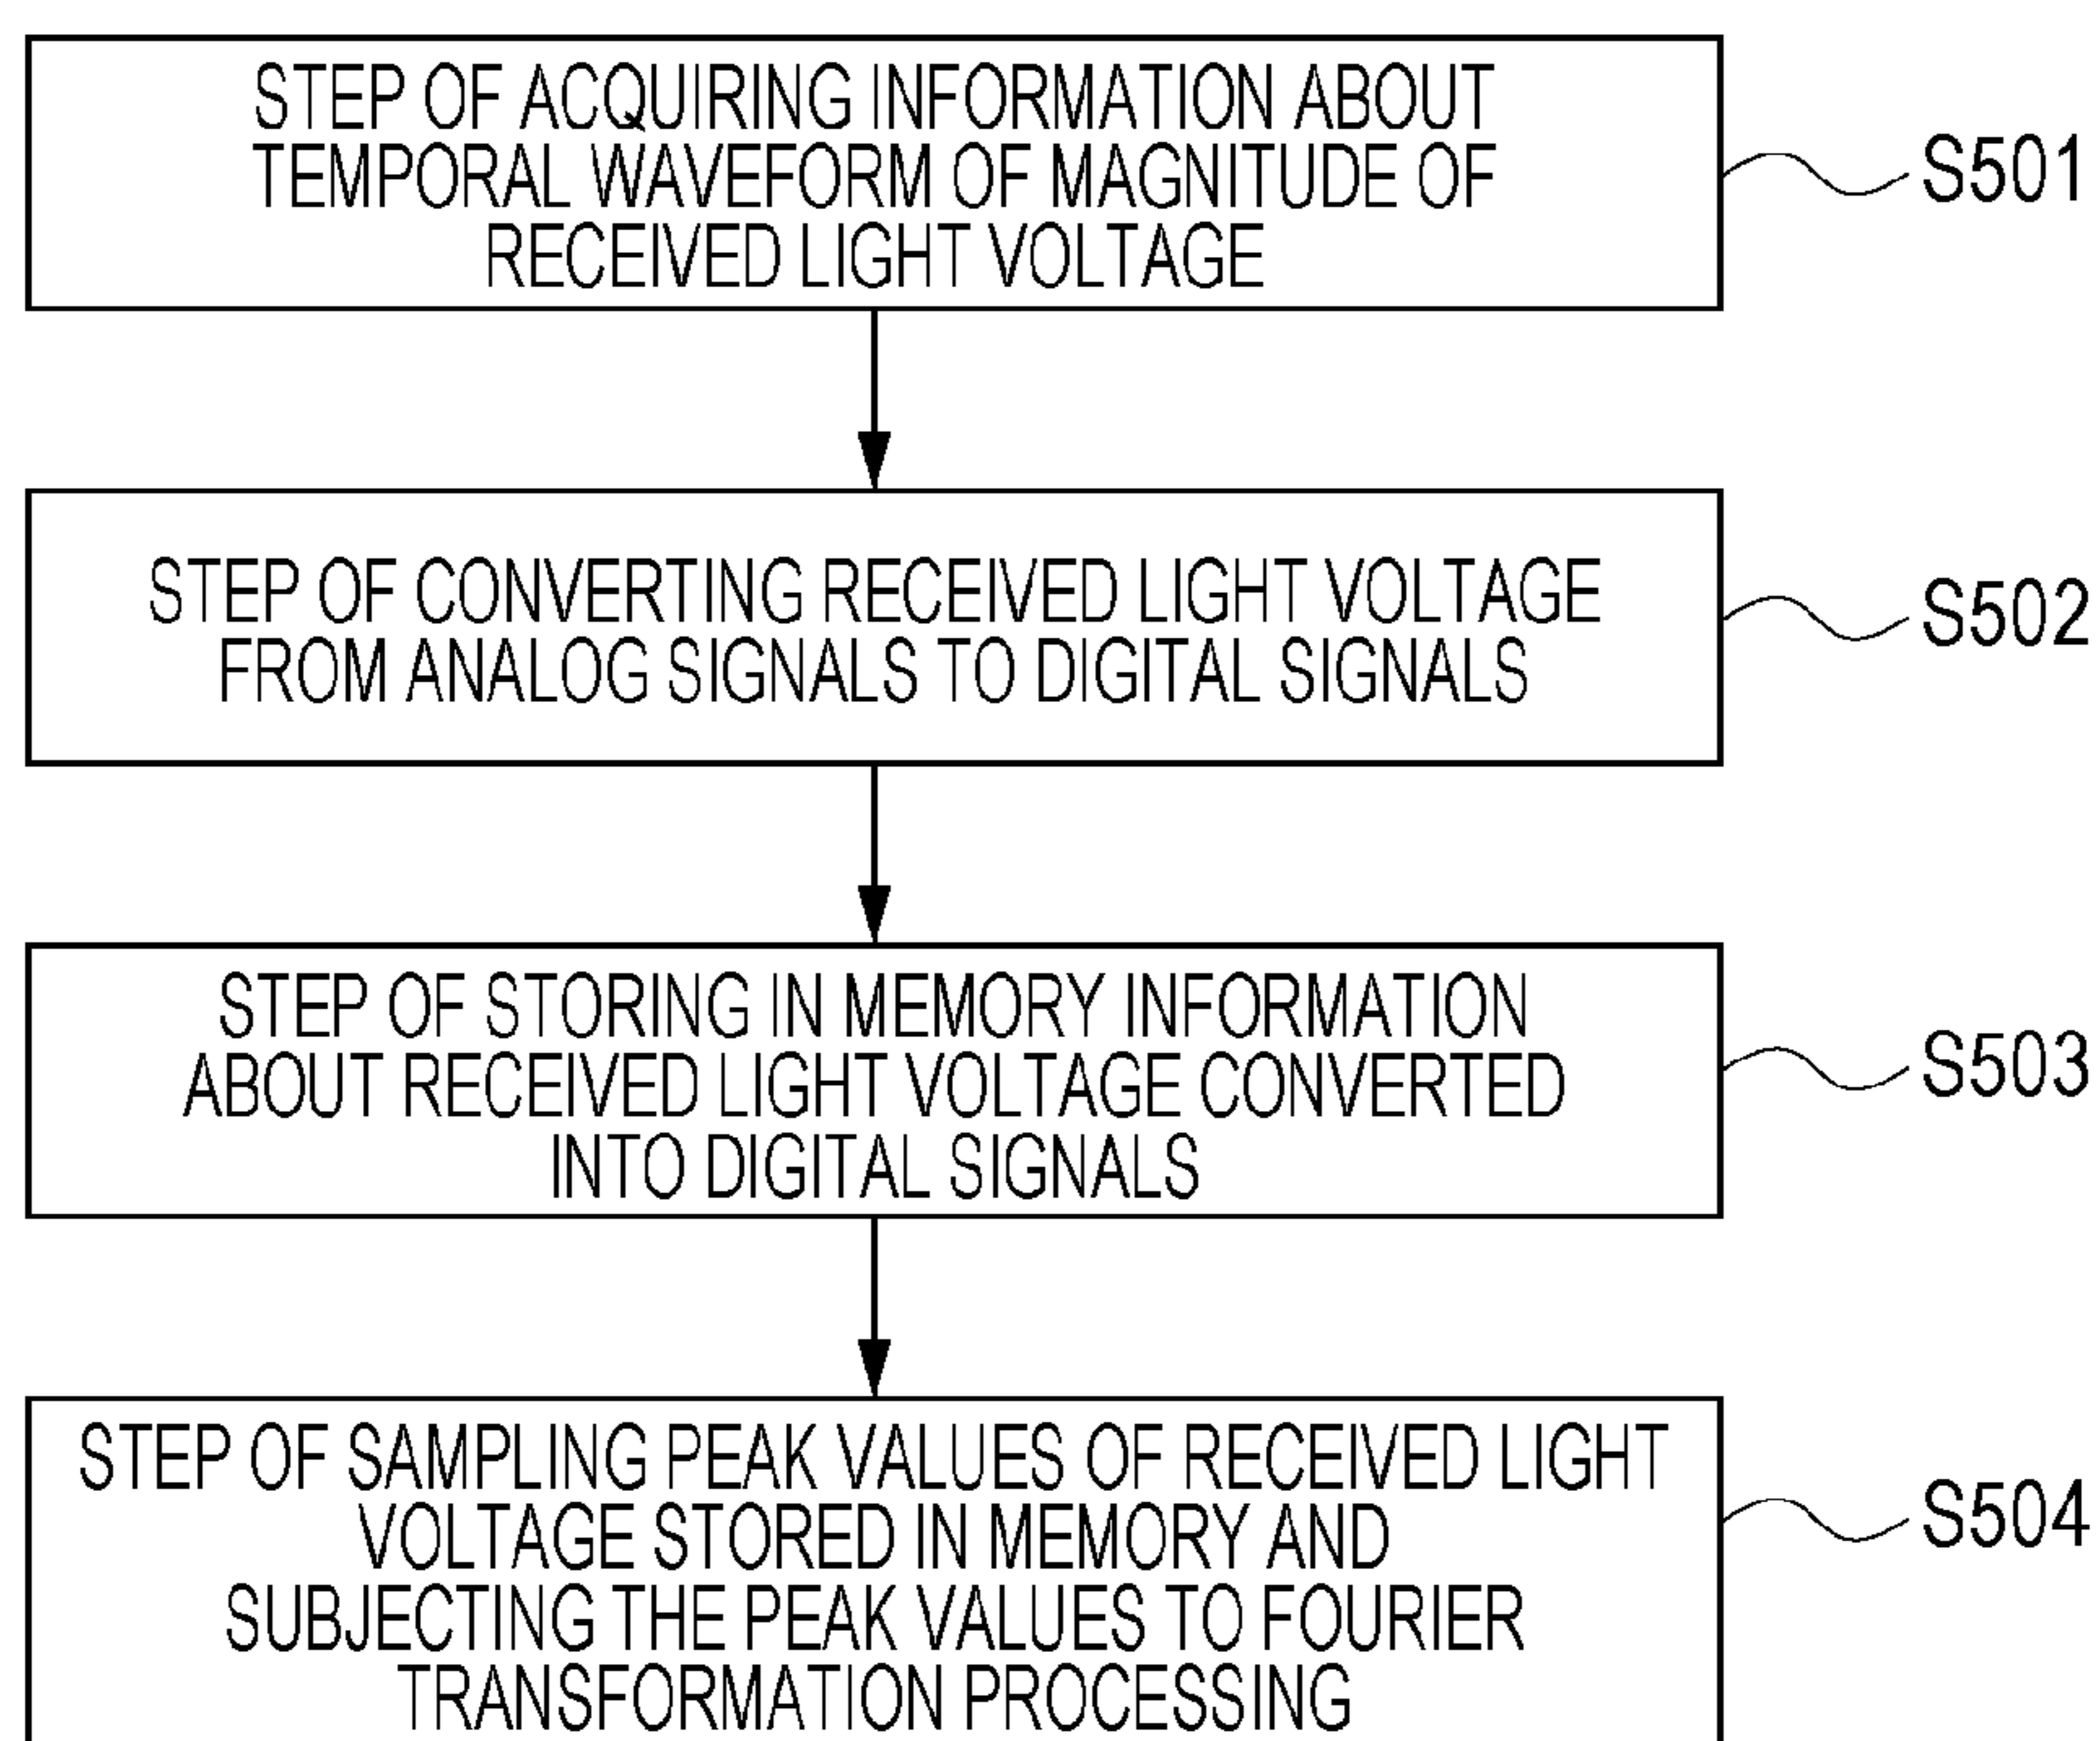 STEP OF ACQUIRING INFORMATION ABOUT
TEMPORAL WAVEFORM OF MAGNITUDE OF
RECEIVED LIGHT VOLTAGE
S501
STEP OF CONVERTING RECEIVED LIGHT VOLTAGE
FROM ANALOG SIGNALS TO DIGITAL SIGNALS
S502
STEP OF STORING IN MEMORY INFORMATION
ABOUT RECEIVED LIGHT VOLTAGE CONVERTED
INTO DIGITAL SIGNALS
S503
STEP OF SAMPLING PEAK VALUES OF RECEIVED LIGHT
VOLTAGE STORED IN MEMORY AND
SUBJECTING THE PEAK VALUES TO FOURIER
TRANSFORMATION PROCESSING
S504